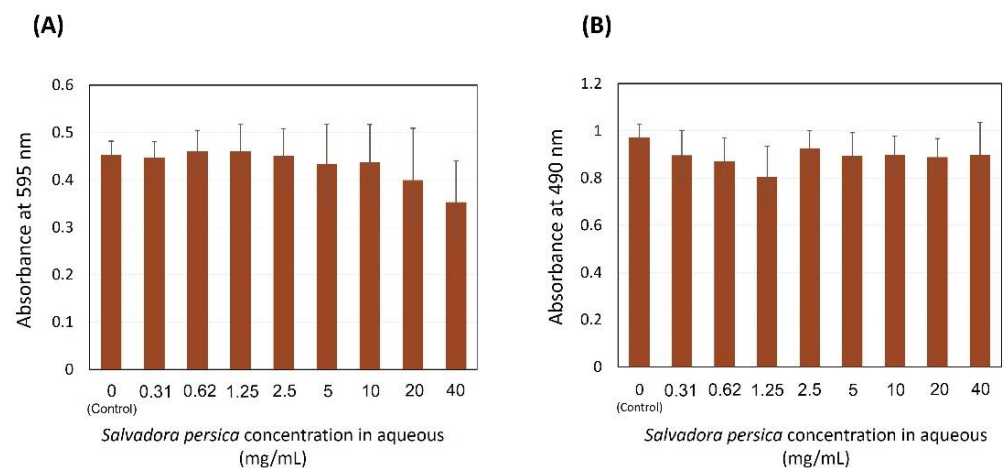 (A)
0.6
0.5
0.4
0.3
0.2
0.1
0
Absorbance at 595 nm
0 0.31 0.62 1.25 2.5 5 10 20 40
(Control)
Salvadora persica concentration in aqueous
(mg/mL)
(B)
1.2
1
0.8
0.6
0.4
0.2
0
Absorbance at 490 nm
0 0.31 0.62 1.25 2.5 5 10 20 40
(Control)
Salvadora persica concentration in aqueous
(mg/mL)